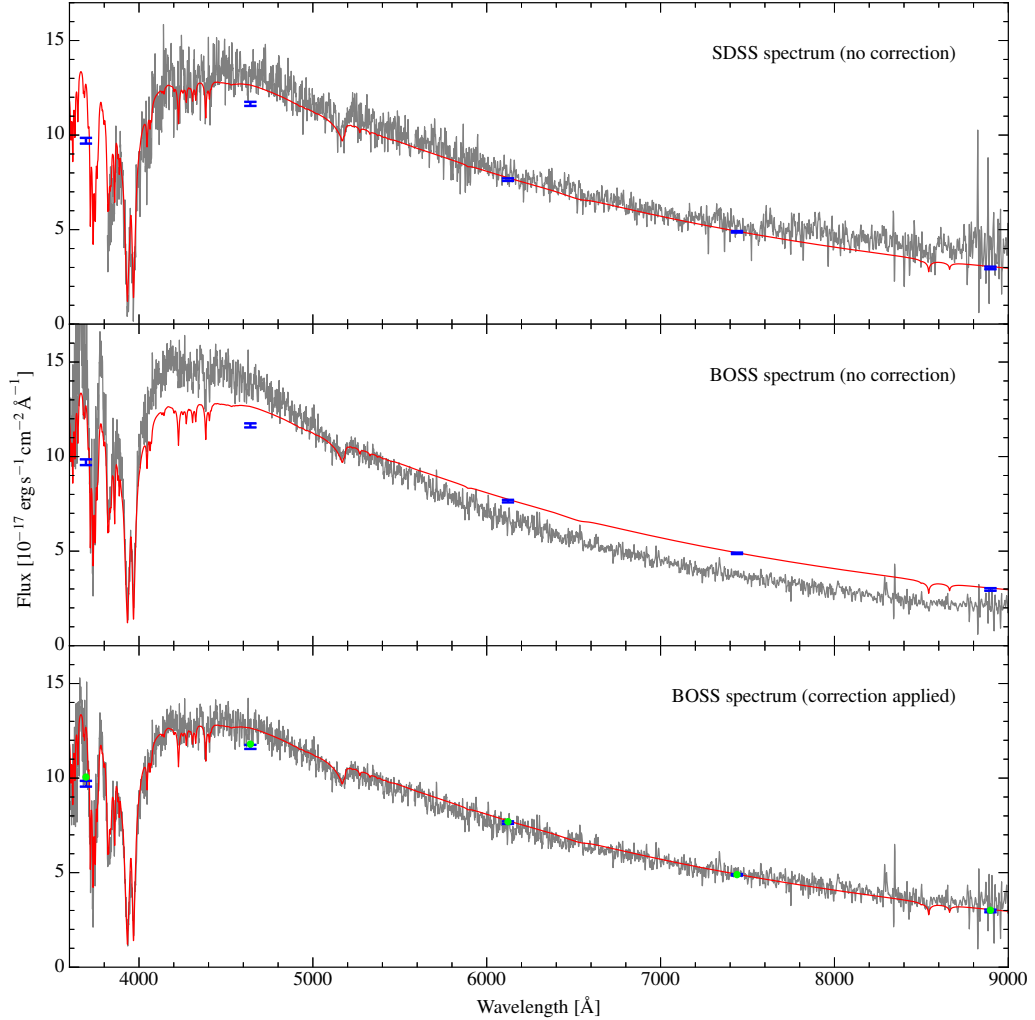 15
10
5
0
SDSS spectrum (no correction)
15
10
5
0
BOSS spectrum (no correction)
Flux [10⁻¹⁷ erg s⁻¹ cm⁻² Å⁻¹]
15
10
5
0
BOSS spectrum (correction applied)
4000 5000 6000 7000 8000 9000
Wavelength [Å]